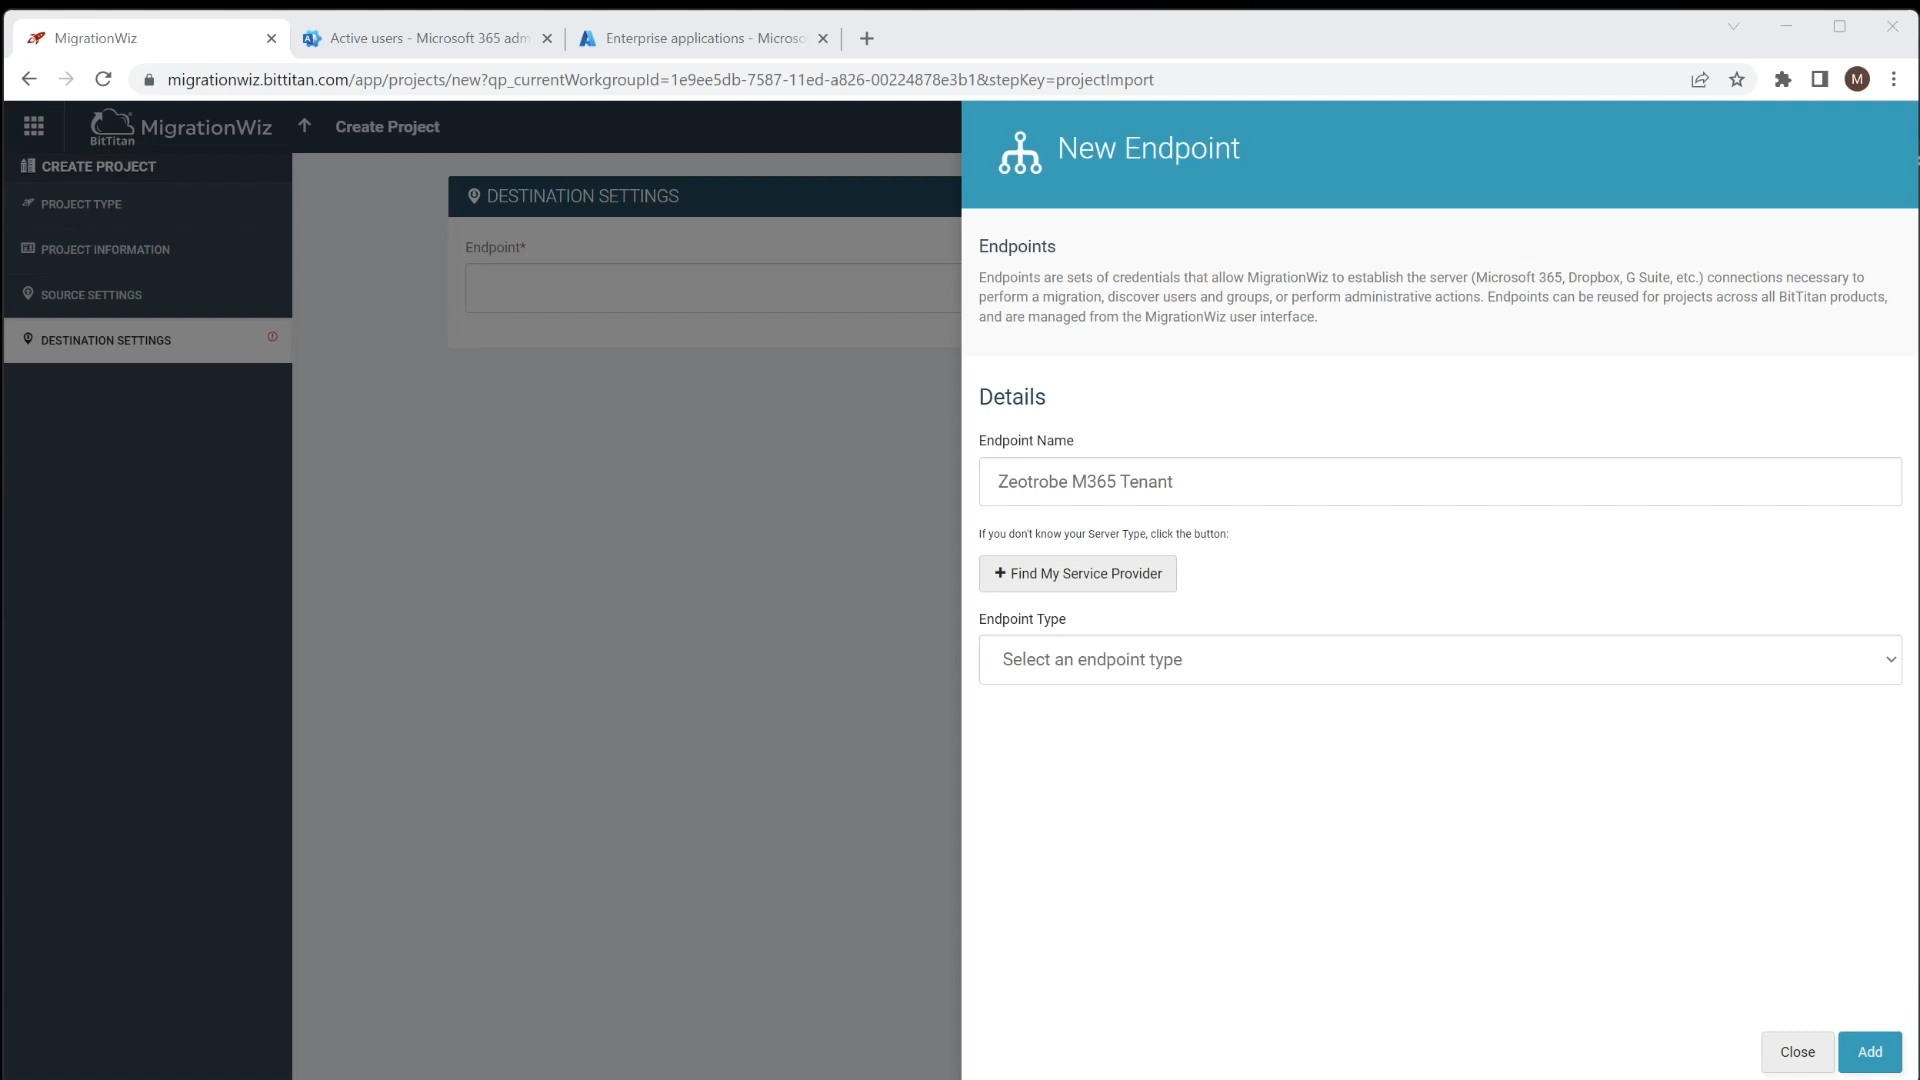 MigrationWiz
Active users - Microsoft 365 adm
Enterprise applications - Microso
migrationwiz.bittitan.com/app/projects/new?qp_currentWorkgroupId=1e9ee5db-7587-11ed-a826-00224878e3b1&stepKey=projectImport
M
BitTitan
MigrationWiz
Create Project
CREATE PROJECT
PROJECT TYPE
PROJECT INFORMATION
SOURCE SETTINGS
DESTINATION SETTINGS
DESTINATION SETTINGS
Endpoint*
New Endpoint
Endpoints
Endpoints are sets of credentials that allow MigrationWiz to establish the server (Microsoft 365, Dropbox, G Suite, etc.) connections necessary to
perform a migration, discover users and groups, or perform administrative actions. Endpoints can be reused for projects across all BitTitan products,
and are managed from the MigrationWiz user interface.
Details
Endpoint Name
Zeotrobe M365 Tenant
If you don't know your Server Type, click the button:
+ Find My Service Provider
Endpoint Type
Select an endpoint type
Close
Add